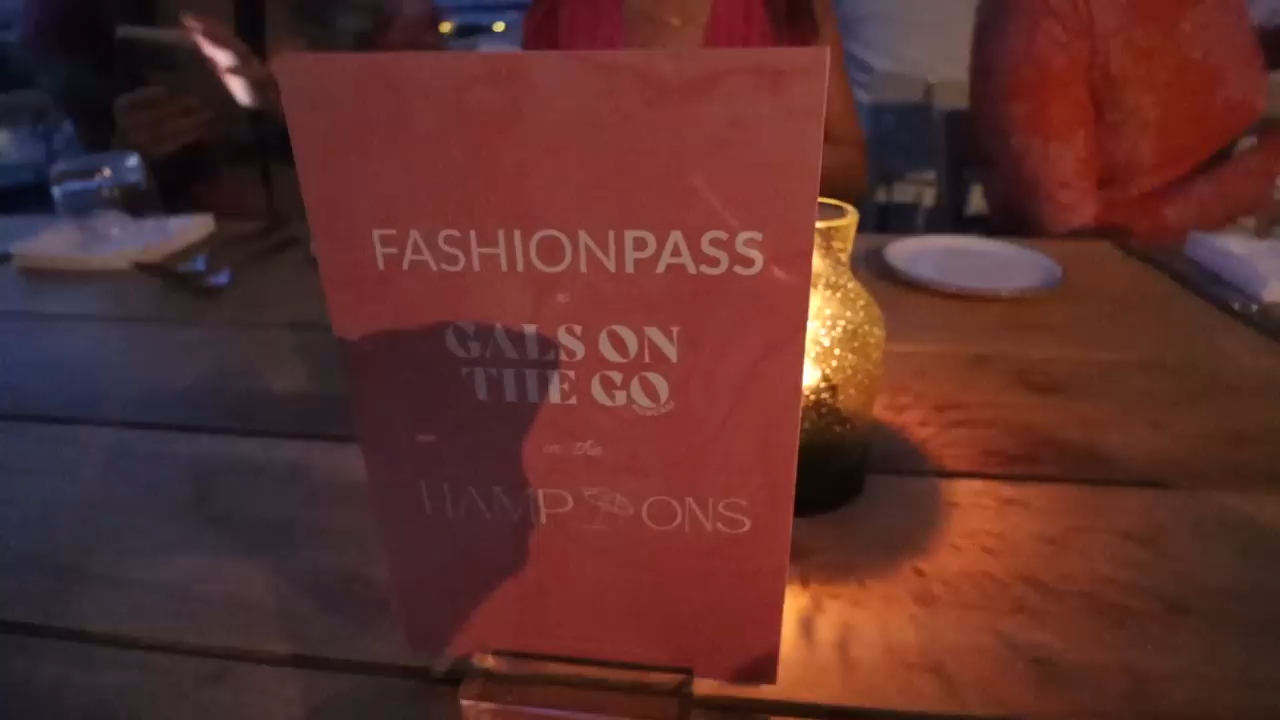 FASHIONPASS
GALS ON
THE GO
in the
HAMPTONS